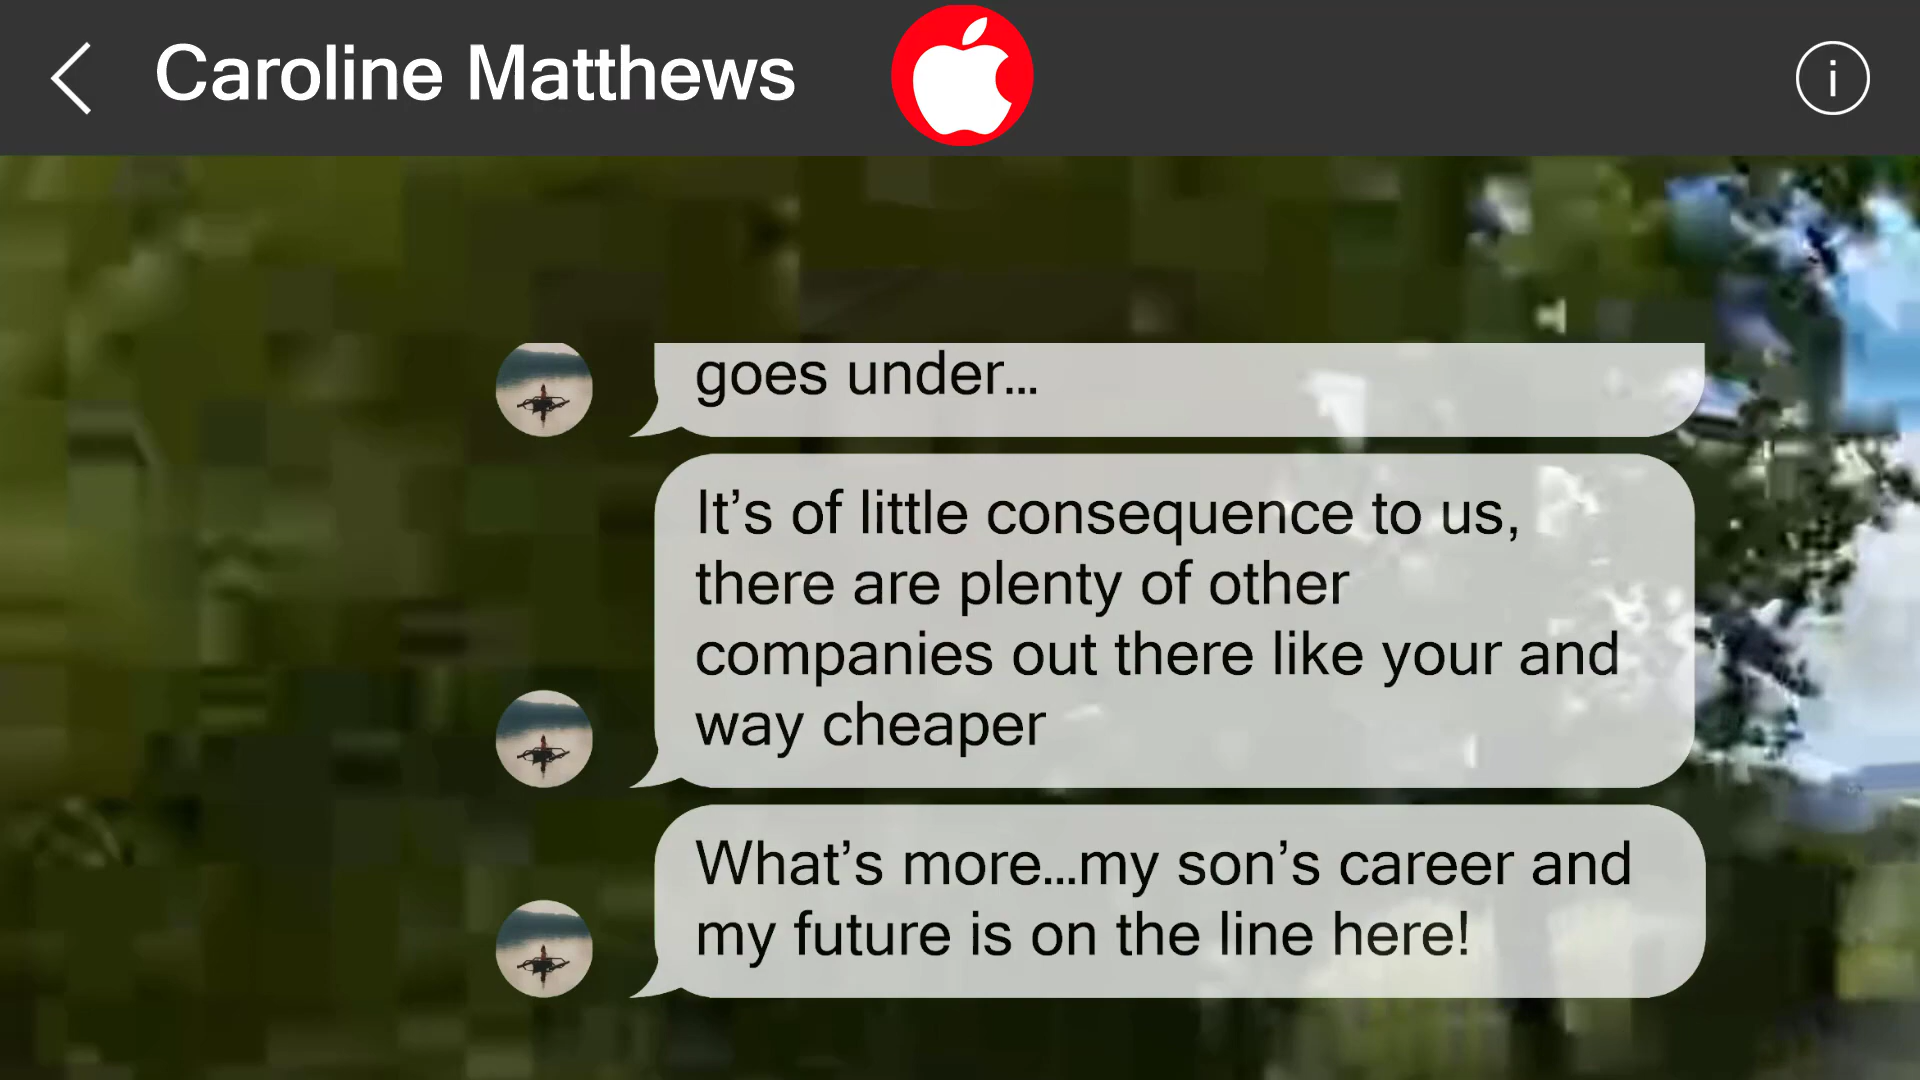 Caroline Matthews
i
goes under...
It’s of little consequence to us,
there are plenty of other
companies out there like your and
way cheaper
What’s more...my son’s career and
my future is on the line here!